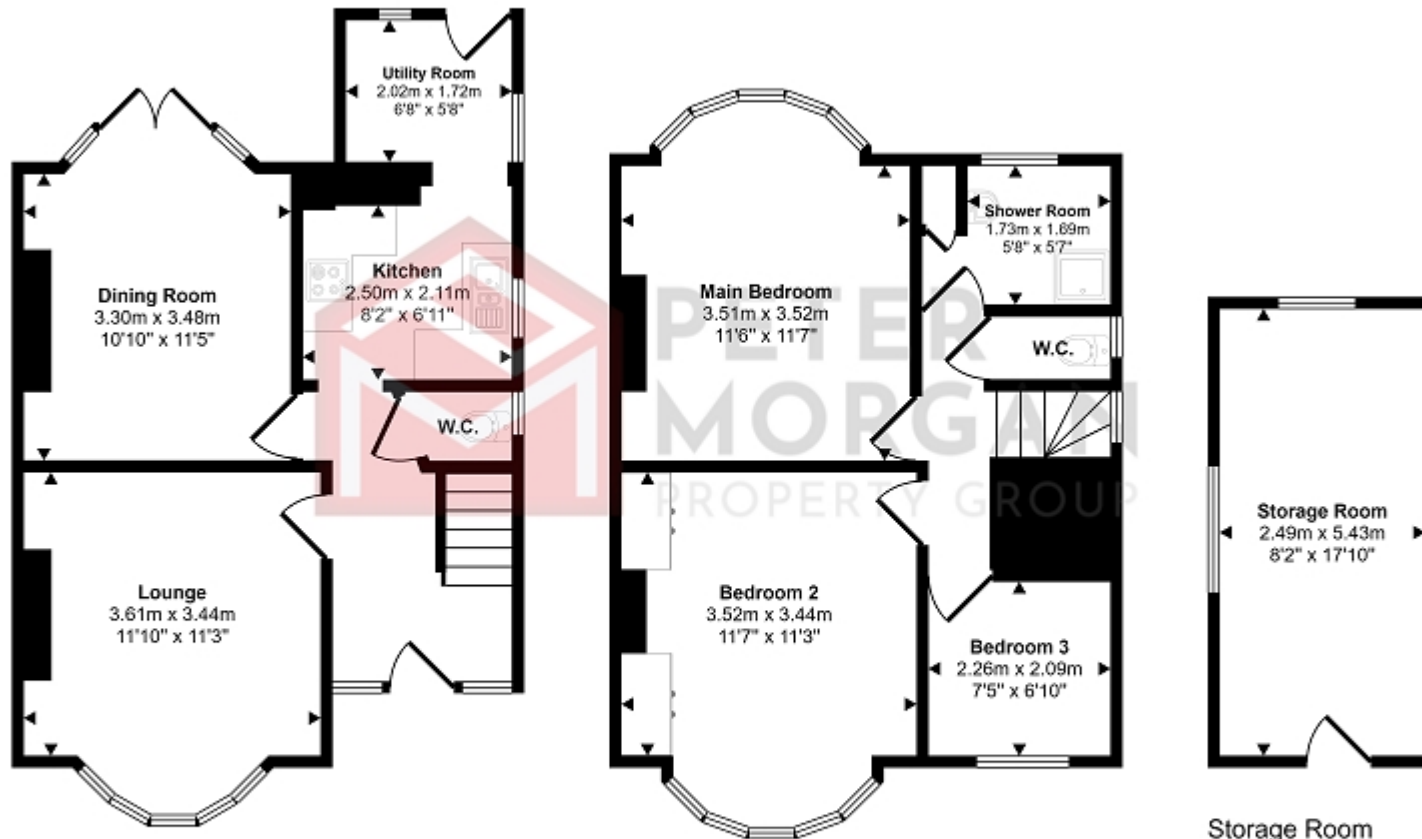 Utility Room
2.02m x 1.72m
6'8" x 5'8"
Dining Room
3.30m x 3.48m
10'10" x 11'5"
Kitchen
2.50m x 2.11m
8'2" x 6'11"
W.C.
Lounge
3.61m x 3.44m
11'10" x 11'3"
Main Bedroom
3.51m x 3.52m
11'6" x 11'7"
Shower Room
1.73m x 1.69m
5'8" x 5'7"
W.C.
Bedroom 2
3.52m x 3.44m
11'7" x 11'3"
Bedroom 3
2.26m x 2.09m
7'5" x 6'10"
Storage Room
2.49m x 5.43m
8'2" x 17'10"
Storage Room
PETER
MORGAN
PROPERTY GROUP